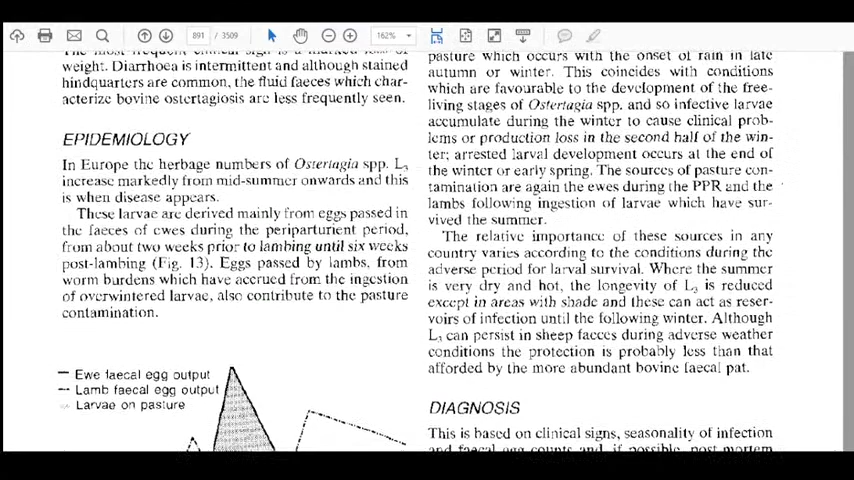 891 / 3509
162%
weight. Diarrhoea is intermittent and although stained
hindquarters are common, the fluid faeces which char-
acterize bovine ostertagiosis are less frequently seen.
EPIDEMIOLOGY
In Europe the herbage numbers of Ostertagia spp. L3
increase markedly from mid-summer onwards and this
is when disease appears.
These larvae are derived mainly from eggs passed in
the faeces of ewes during the periparturient period,
from about two weeks prior to lambing until six weeks
post-lambing (Fig. 13). Eggs passed by lambs, from
worm burdens which have accrued from the ingestion
of overwintered larvae, also contribute to the pasture
contamination.
Ewe faecal egg output
Lamb faecal egg output
Larvae on pasture
pasture which occurs with the onset of rain in late
autumn or winter. This coincides with conditions
which are favourable to the development of the free-
living stages of Ostertagia spp. and so infective larvae
accumulate during the winter to cause clinical prob-
lems or production loss in the second half of the win-
ter; arrested larval development occurs at the end of
the winter or early spring. The sources of pasture con-
tamination are again the ewes during the PPR and the
lambs following ingestion of larvae which have sur-
vived the summer.
The relative importance of these sources in any
country varies according to the conditions during the
adverse period for larval survival. Where the summer
is very dry and hot, the longevity of L3 is reduced
except in areas with shade and these can act as reser-
voirs of infection until the following winter. Although
L3 can persist in sheep faeces during adverse weather
conditions the protection is probably less than that
afforded by the more abundant bovine faecal pat.
DIAGNOSIS
This is based on clinical signs, seasonality of infection
and faecal egg counts and, if possible, post-mortem